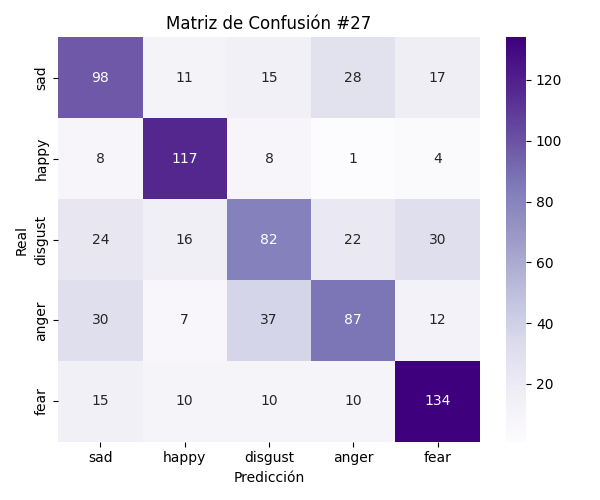 Matriz de Confusión #27
Real
sad 98 11 15 28 17
happy 8 117 8 1 4
disgust 24 16 82 22 30
anger 30 7 37 87 12
fear 15 10 10 10 134
sad happy disgust anger fear
Predicción
120
100
80
60
40
20